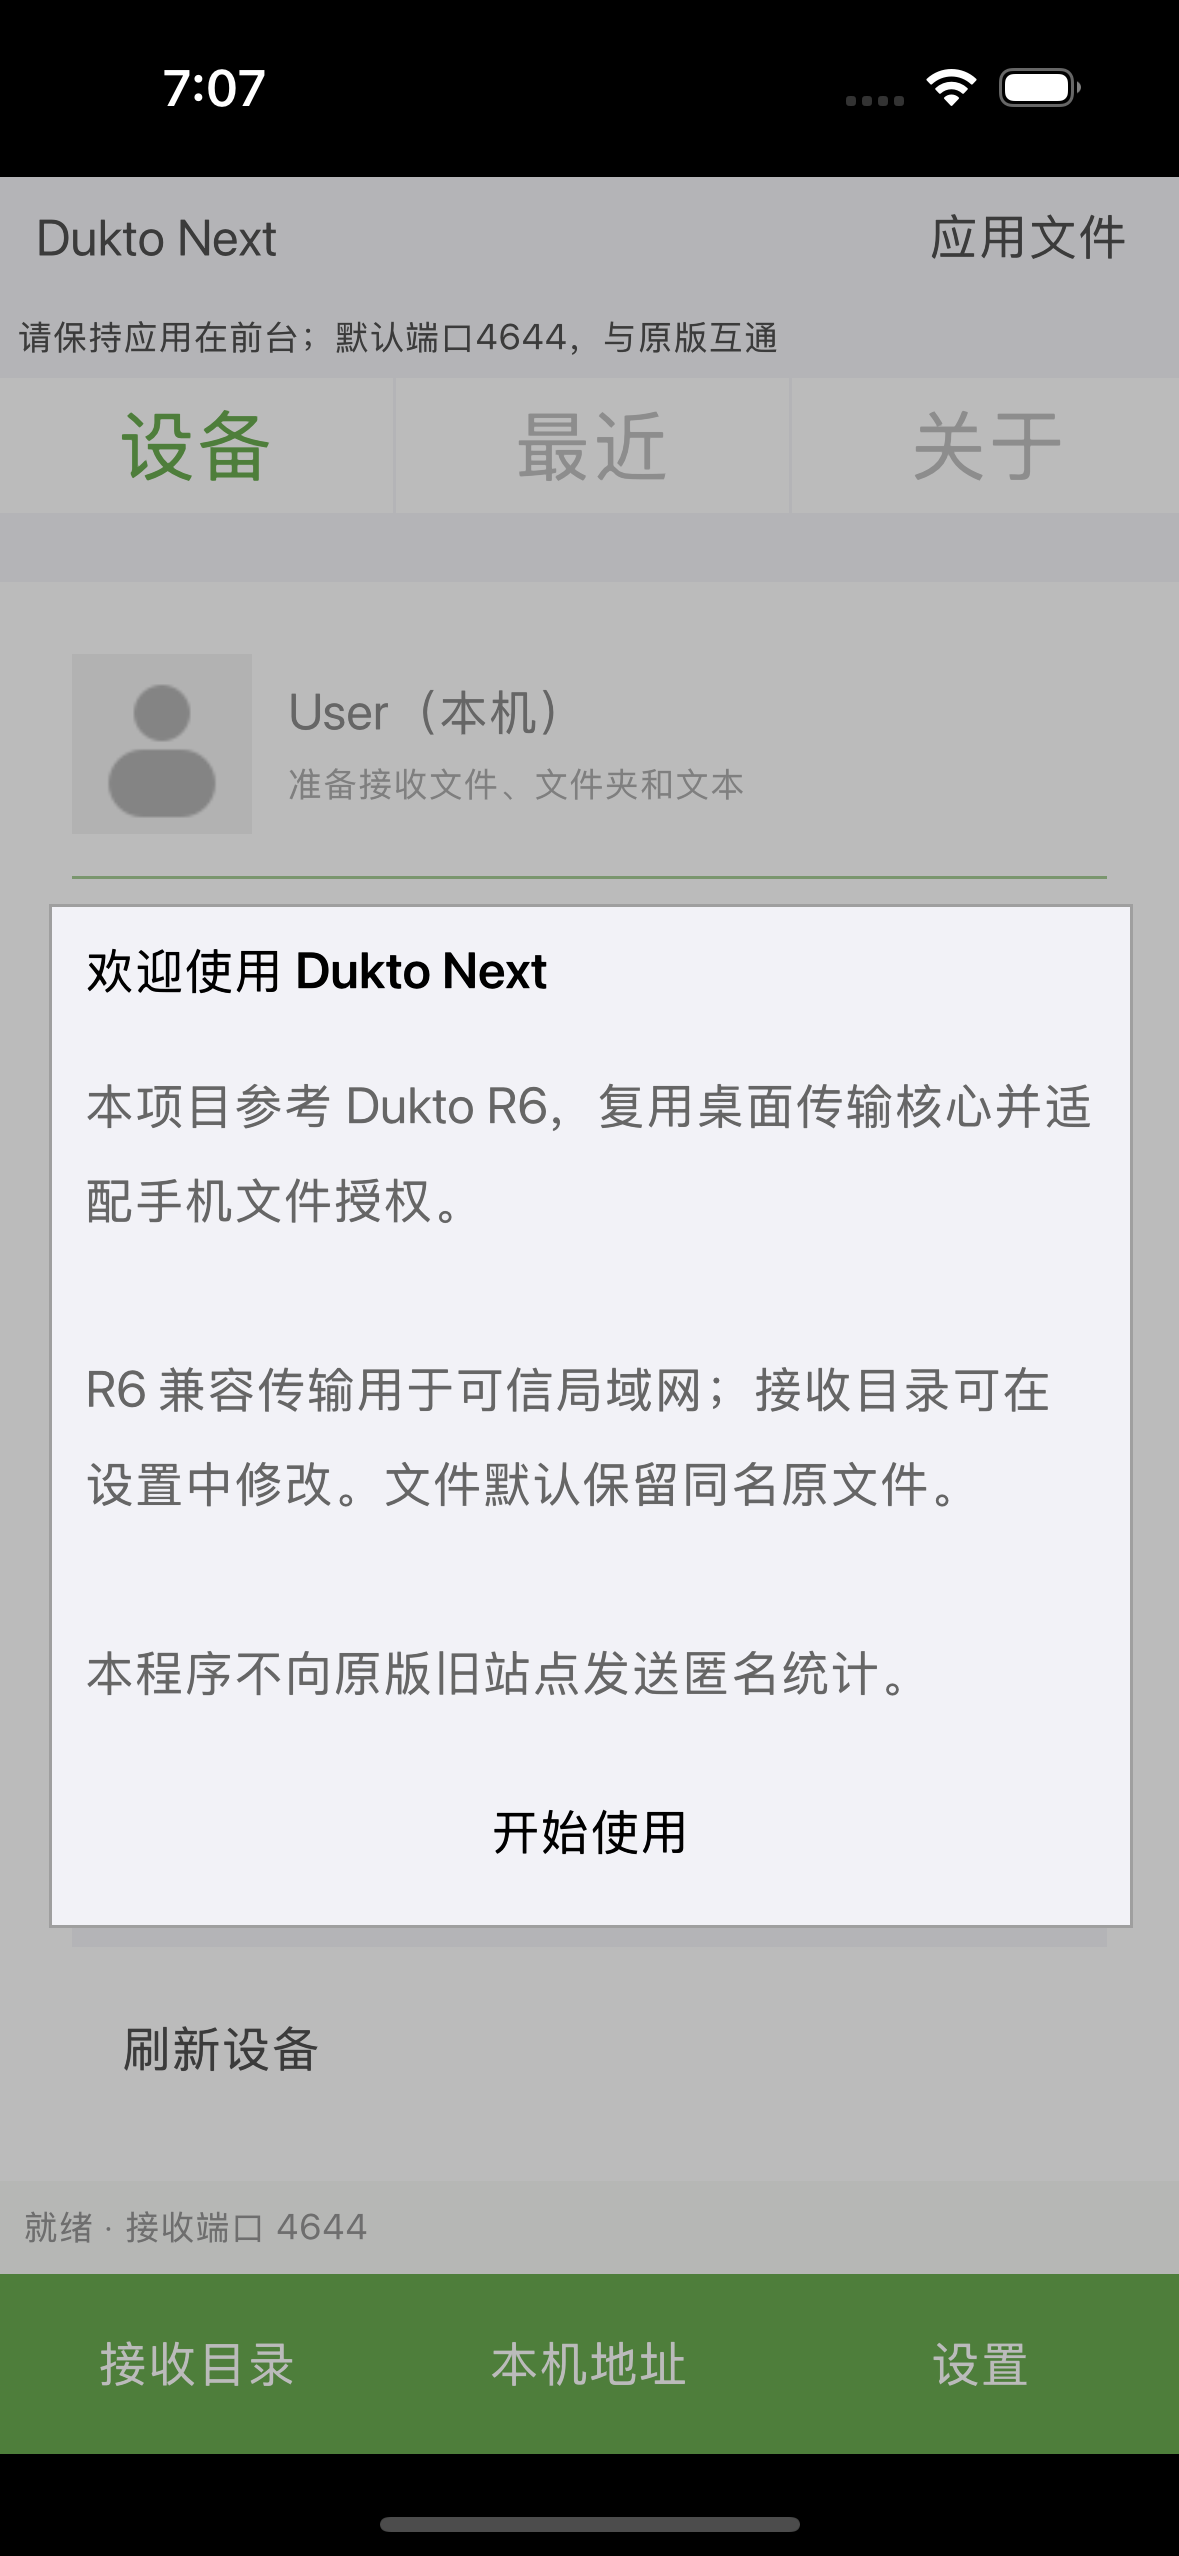 7:07
Dukto Next
应用文件
请保持应用在前台；默认端口4644，与原版互通
设备
最近
关于
User（本机）
准备接收文件、文件夹和文本
欢迎使用 Dukto Next
本项目参考 Dukto R6，复用桌面传输核心并适
配手机文件授权。
R6 兼容传输用于可信局域网；接收目录可在
设置中修改。文件默认保留同名原文件。
本程序不向原版旧站点发送匿名统计。
开始使用
刷新设备
就绪 · 接收端口 4644
接收目录
本机地址
设置